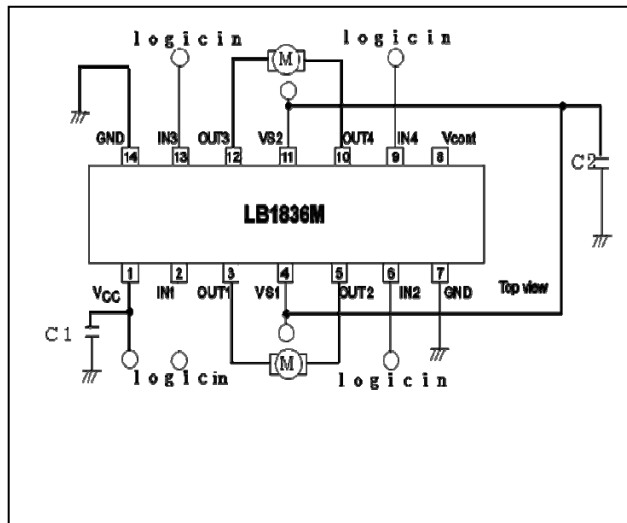 logicin logicin
M
GND IN3 OUT3 VS2 OUT4 IN4 Vcont
14 13 12 11 10 9 8
C2
LB1836M
1 2 3 4 5 6 7
VCC IN1 OUT1 VS1 OUT2 IN2 GND Top view
C1
M
logicin logicin